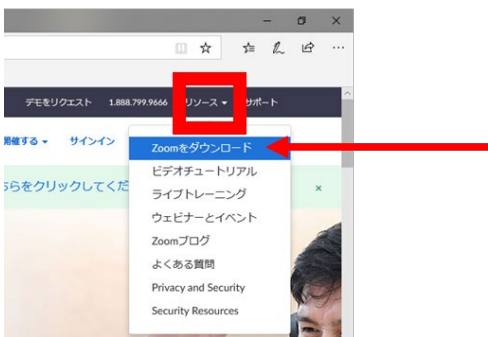 デモをリクエスト 1.888.799.9666 リソース サポート
開催する サインイン
Zoomをダウンロード
ちらをクリックしてくだ
ビデオチュートリアル
ライブトレーニング
ウェビナーとイベント
Zoomブログ
よくある質問
Privacy and Security
Security Resources